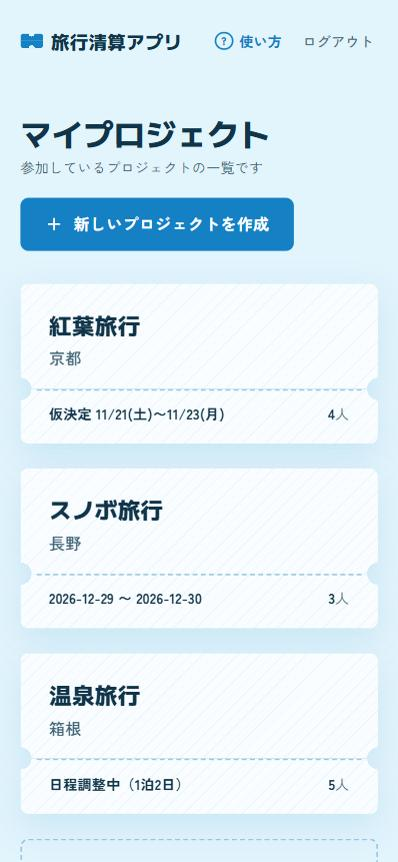 旅行清算アプリ ? 使い方 ログアウト
マイプロジェクト
参加しているプロジェクトの一覧です
+ 新しいプロジェクトを作成
紅葉旅行
京都
仮決定 11/21(土)〜11/23(月) 4人
スノボ旅行
長野
2026-12-29 〜 2026-12-30 3人
温泉旅行
箱根
日程調整中（1泊2日） 5人